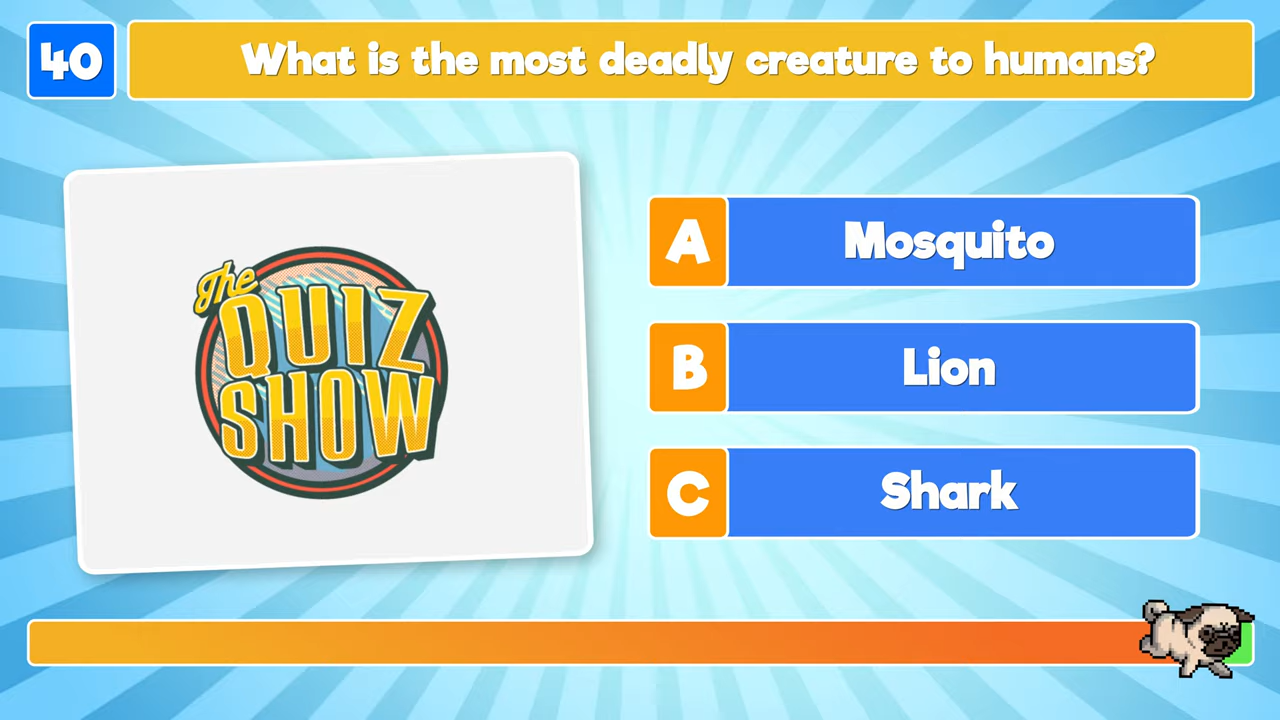 40
What is the most deadly creature to humans?
The
QUIZ
SHOW
A
Mosquito
B
Lion
C
Shark